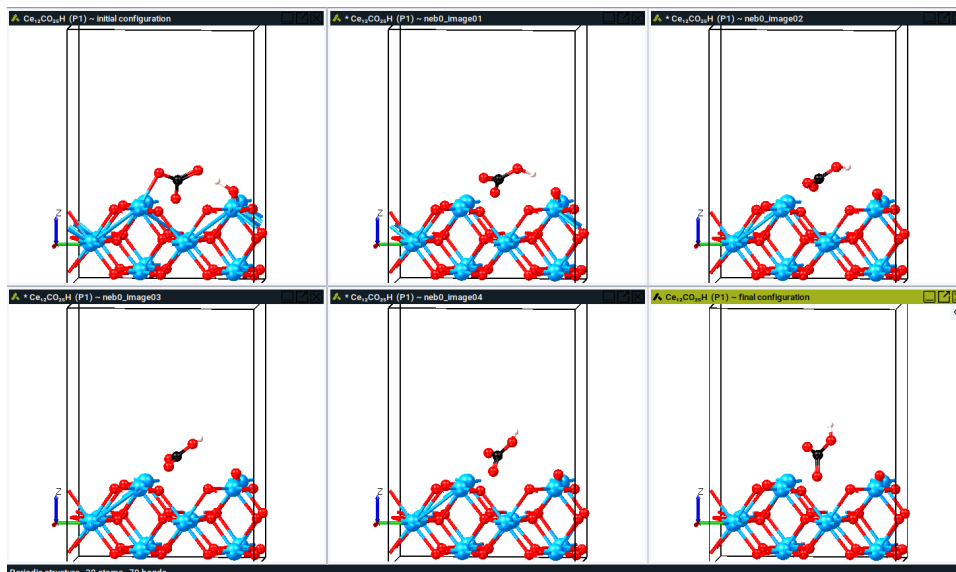 Ce₁₂CO₂₅H (P1) ~ initial configuration
* Ce₁₂CO₂₅H (P1) ~ neb0_image01
* Ce₁₂CO₂₅H (P1) ~ neb0_image02
Z
Z
Z
* Ce₁₂CO₂₅H (P1) ~ neb0_image03
* Ce₁₂CO₂₅H (P1) ~ neb0_image04
Ce₁₂CO₂₅H (P1) ~ final configuration
Z
Z
Z